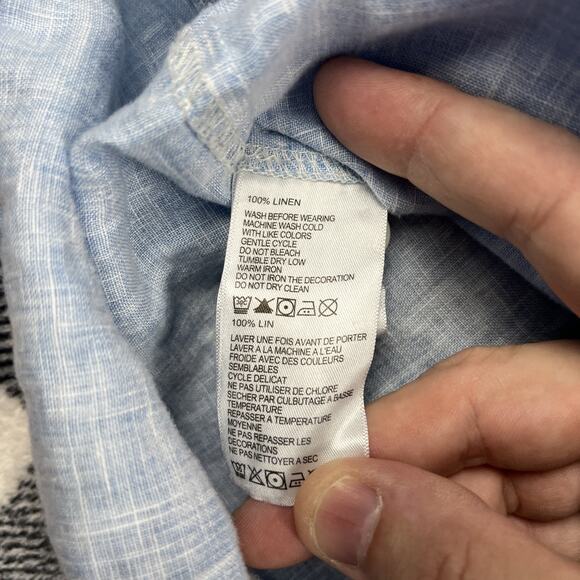 100% LINEN
WASH BEFORE WEARING
MACHINE WASH COLD
WITH LIKE COLORS
GENTLE CYCLE
DO NOT BLEACH
TUMBLE DRY LOW
WARM IRON
DO NOT IRON THE DECORATION
DO NOT DRY CLEAN
100% LIN
LAVER UNE FOIS AVANT DE PORTER
LAVER A LA MACHINE A L'EAU
FROIDE AVEC DES COULEURS
SEMBLABLES
CYCLE DELICAT
NE PAS UTILISER DE CHLORE
SECHER PAR CULBUTAGE A BASSE
TEMPERATURE
REPASSER A TEMPERATURE
MOYENNE
NE PAS REPASSER LES
DECORATIONS
NE PAS NETTOYER A SEC